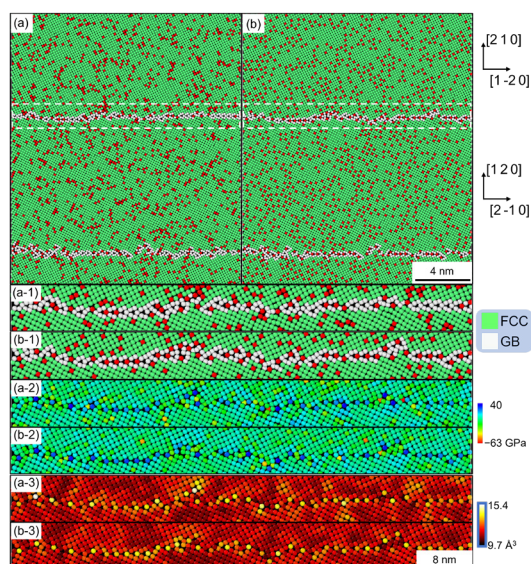 (a)
(b)
[2 1 0]
[1 -2 0]
[1 2 0]
[2 -1 0]
4 nm
(a-1)
(b-1)
FCC
GB
(a-2)
40
(b-2)
−63 GPa
(a-3)
15.4
(b-3)
9.7 Å³
8 nm